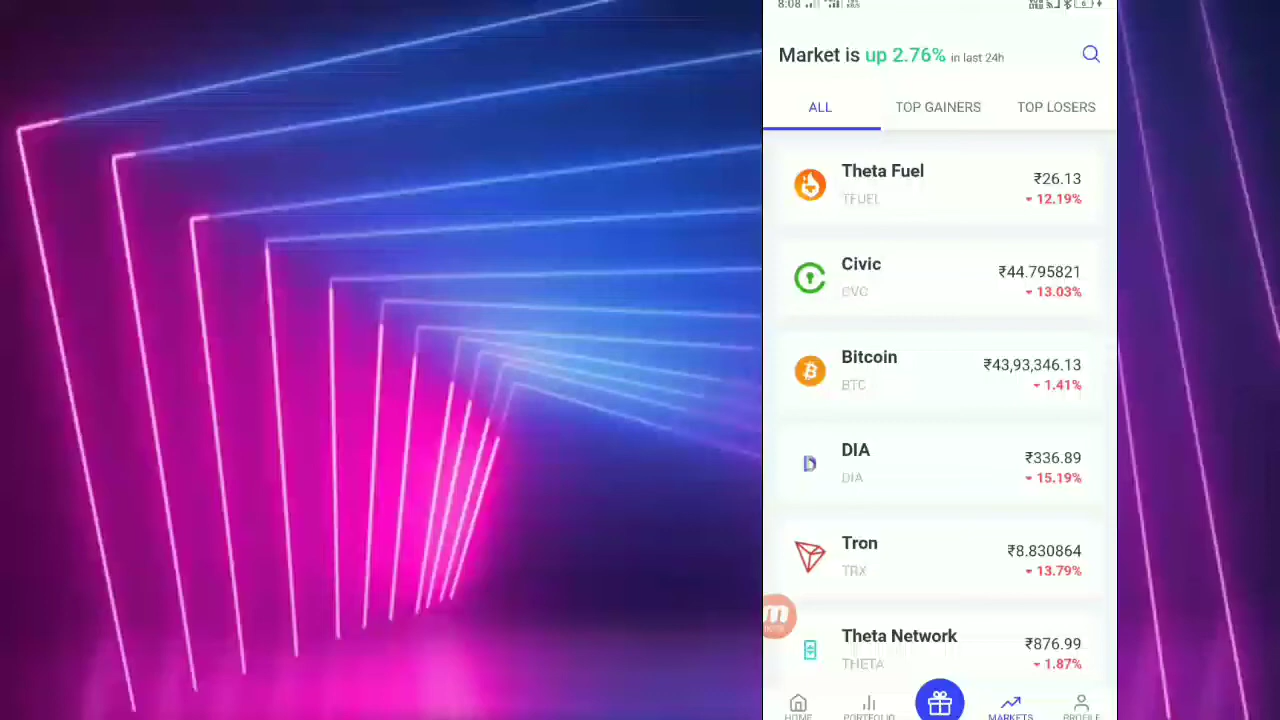 8:08
Market is up 2.76% in last 24h
ALL TOP GAINERS TOP LOSERS
Theta Fuel
₹26.13
TFUEL
12.19%
Civic
₹44.795821
CVC
13.03%
Bitcoin
₹43,93,346.13
BTC
1.41%
DIA
₹336.89
DIA
15.19%
Tron
₹8.830864
TRX
13.79%
Theta Network
₹876.99
THETA
1.87%
HOME PORTFOLIO MARKETS PROFILE